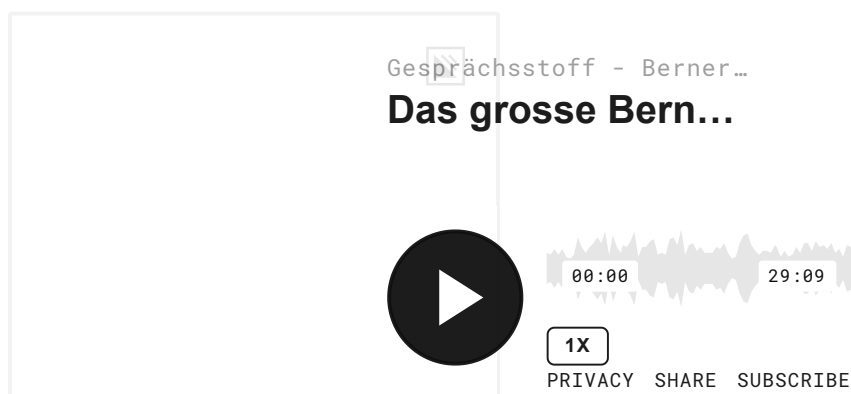 Gesprächsstoff - Berner…
Das grosse Bern…
00:00 29:09
1X
PRIVACY SHARE SUBSCRIBE